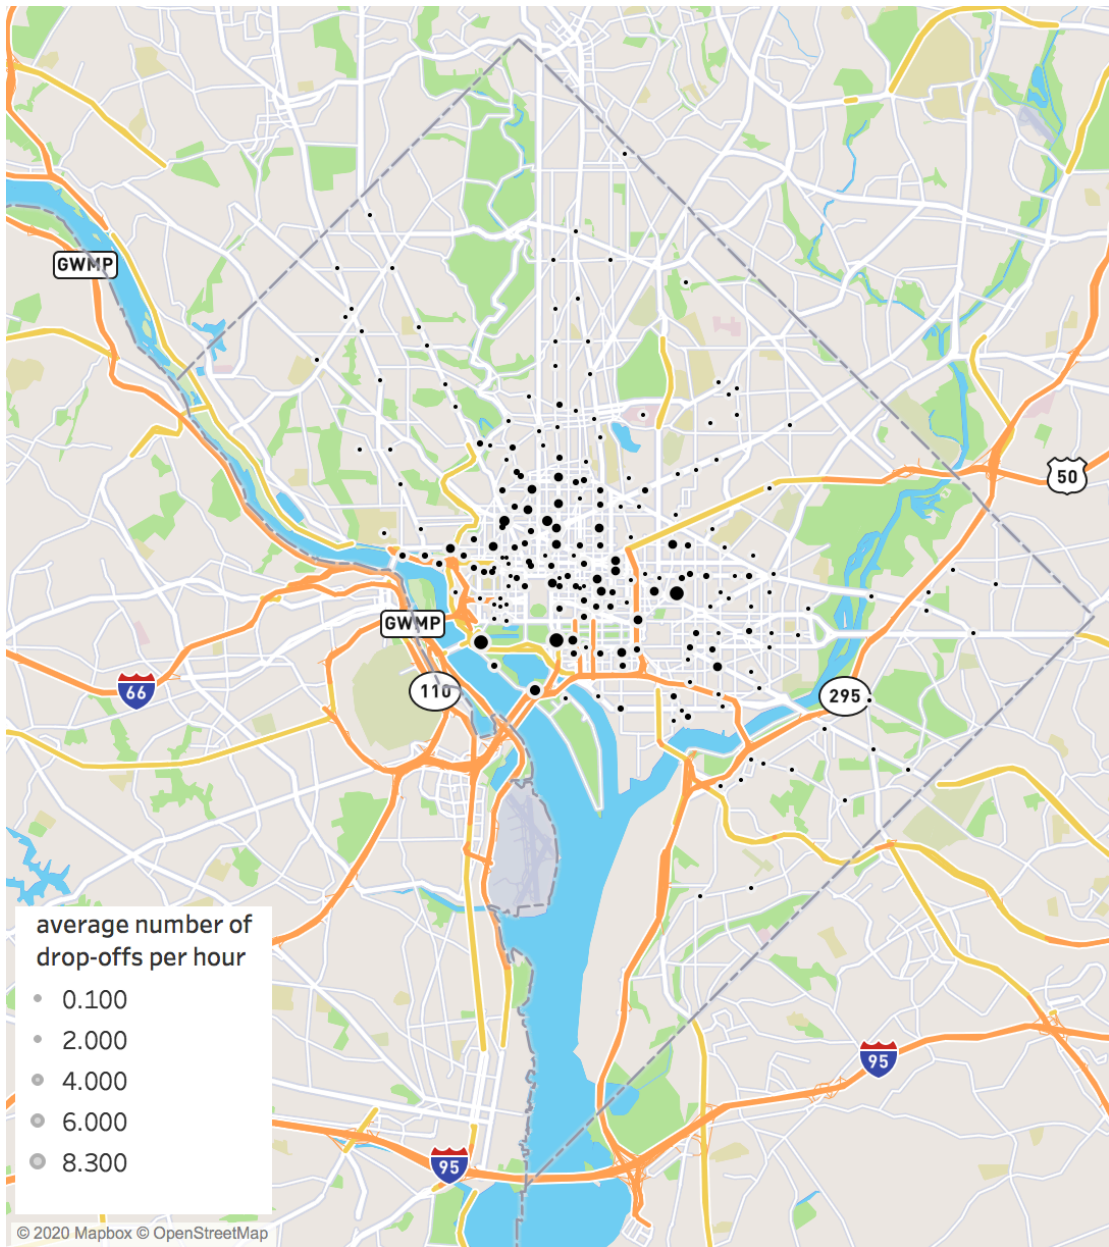 GWMP
50
GWMP
66
110
295
average number of
drop-offs per hour
0.100
2.000
4.000
6.000
8.300
95
95
© 2020 Mapbox © OpenStreetMap